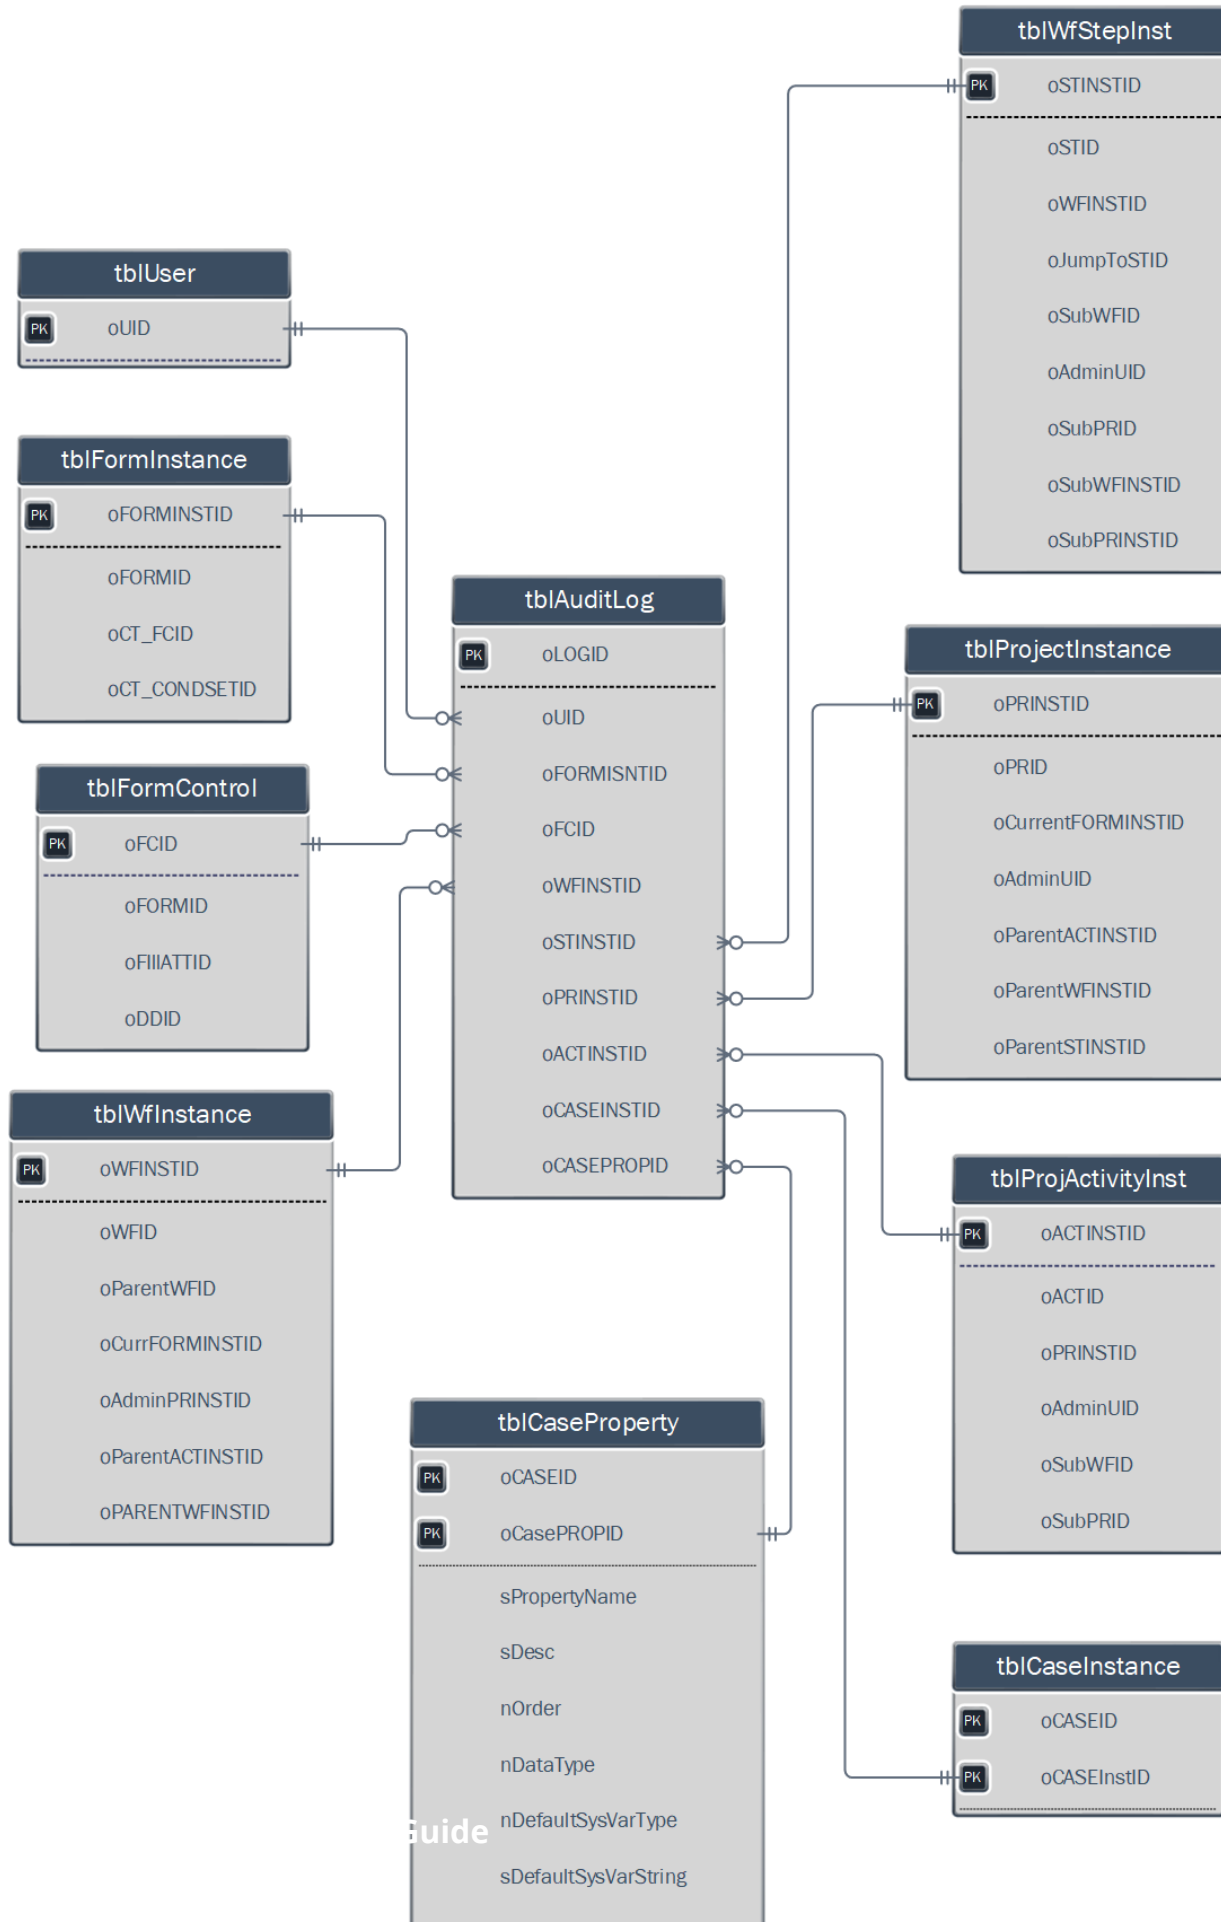 tblWfStepInst
PK oSTINSTID
oSTID
oWFINSTID
oJumpToSTID
oSubWFID
oAdminUID
oSubPRID
oSubWFINSTID
oSubPRINSTID
tblUser
PK oUID
tblFormInstance
PK oFORMINSTID
oFORMID
oCT_FCID
oCT_CONDSETID
tblAuditLog
PK oLOGID
oUID
oFORMISNTID
oFCID
oWFINSTID
oSTINSTID
oPRINSTID
oACTINSTID
oCASEINSTID
oCASEPROPID
tblProjectInstance
PK oPRINSTID
oPRID
oCurrentFORMINSTID
oAdminUID
oParentACTINSTID
oParentWFINSTID
oParentSTINSTID
tblFormControl
PK oFCID
oFORMID
oFIllATTID
oDDID
tblWfInstance
PK oWFINSTID
oWFID
oParentWFID
oCurrFORMINSTID
oAdminPRINSTID
oParentACTINSTID
oPARENTWFINSTID
tblProjActivityInst
PK oACTINSTID
oACTID
oPRINSTID
oAdminUID
oSubWFID
oSubPRID
tblCaseProperty
PK oCASEID
PK oCasePROPID
sPropertyName
sDesc
nOrder
nDataType
nDefaultSysVarType
sDefaultSysVarString
Guide
tblCaseInstance
PK oCASEID
PK oCASEInstID